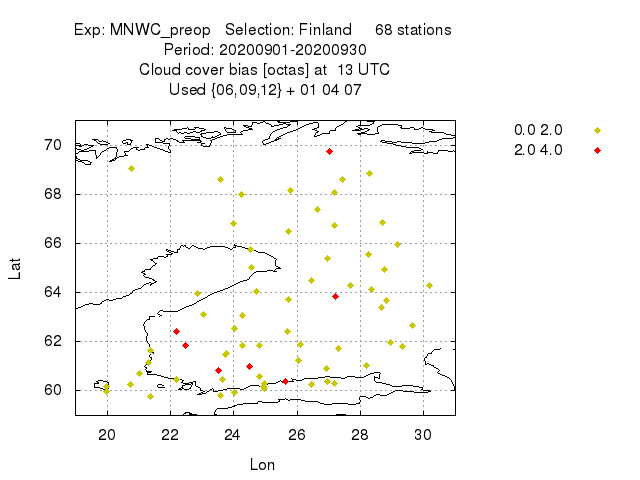 Exp: MNWC_preop Selection: Finland 68 stations
Period: 20200901-20200930
Cloud cover bias [octas] at 13 UTC
Used {06,09,12} + 01 04 07
0.0 2.0
2.0 4.0
70
68
66
64
62
60
Lat
20 22 24 26 28 30
Lon